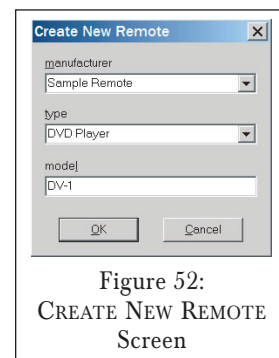 Create New Remote
manufacturer
Sample Remote
type
DVD Player
model
DV-1
OK Cancel
Figure 52:
CREATE NEW REMOTE
Screen